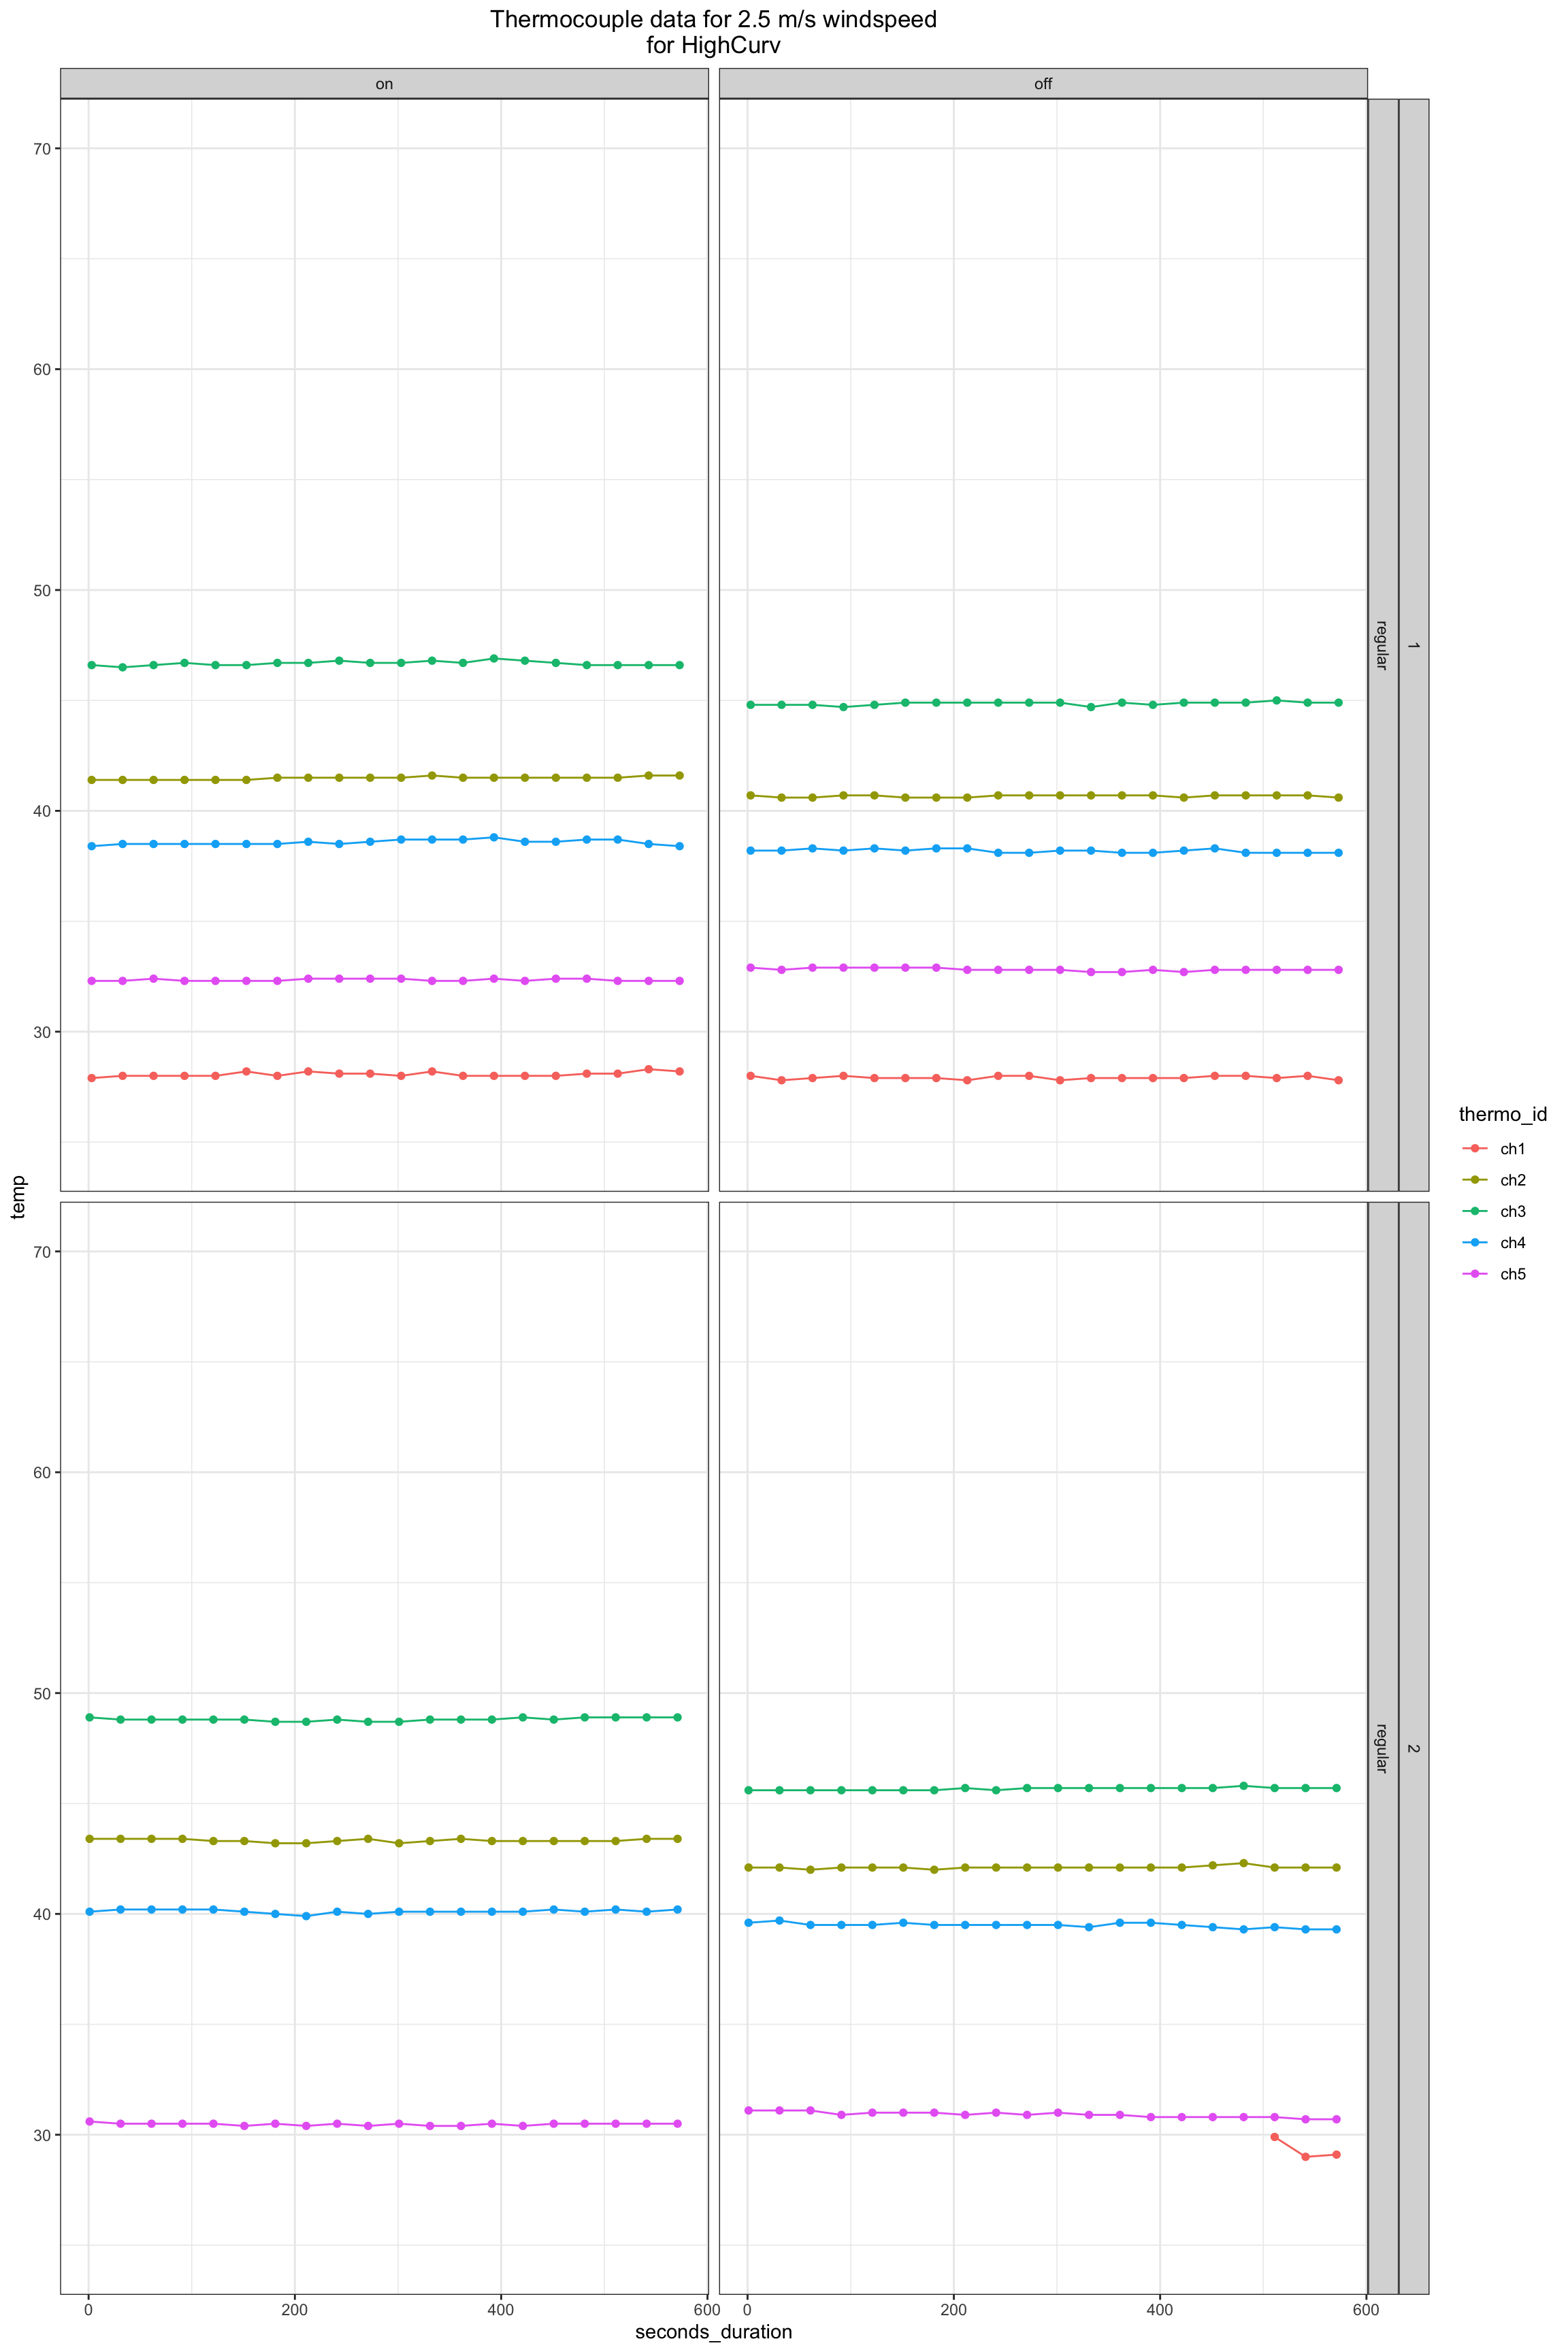 Thermocouple data for 2.5 m/s windspeed
for HighCurv
on
off
70
60
50
40
30
regular
1
temp
70
60
50
40
30
regular
2
0
200
400
600
0
200
400
600
seconds_duration
thermo_id
ch1
ch2
ch3
ch4
ch5